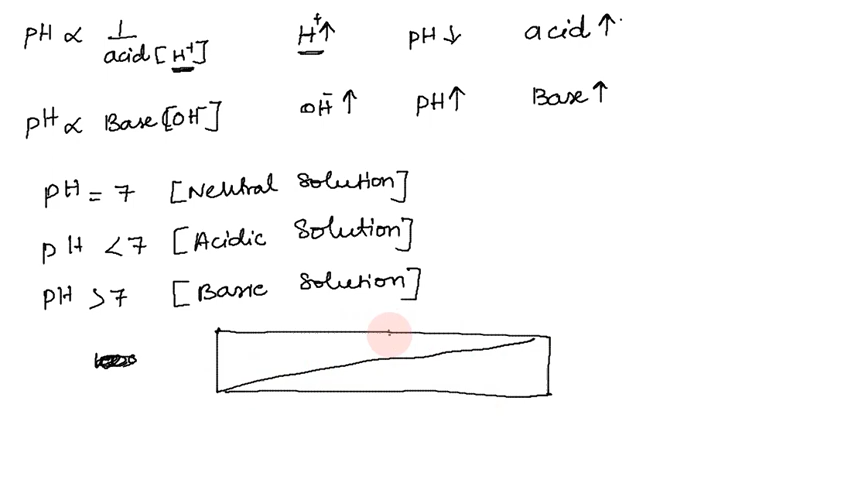 pH ∝ 1/acid [H⁺] H⁺↑ pH↓ acid↑
pH ∝ Base [OH⁻] OH⁻↑ pH↑ Base↑
pH = 7 [Neutral Solution]
pH < 7 [Acidic Solution]
pH > 7 [Basic Solution]